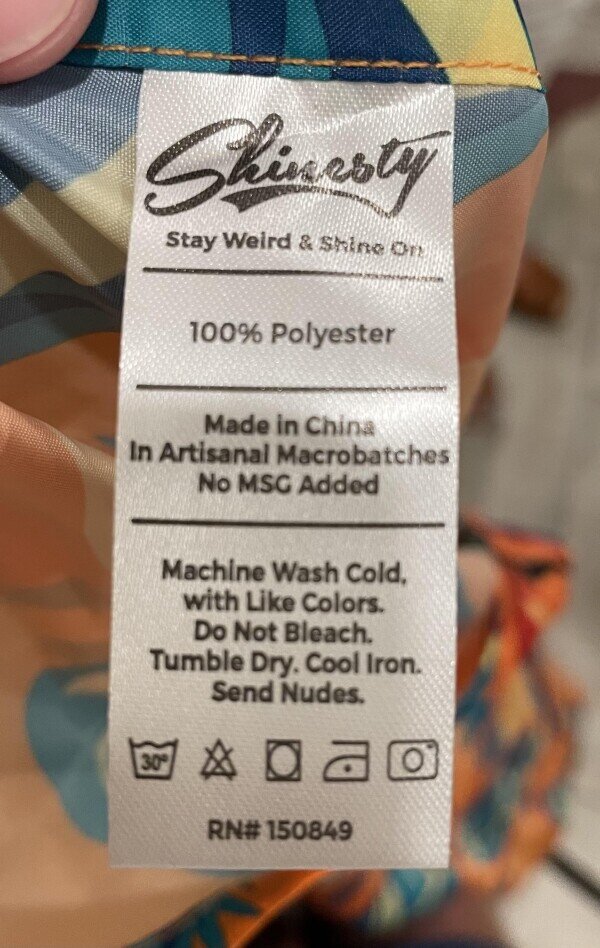 Shinesty
Stay Weird & Shine On
100% Polyester
Made in China
In Artisanal Macrobatches
No MSG Added
Machine Wash Cold,
with Like Colors.
Do Not Bleach.
Tumble Dry. Cool Iron.
Send Nudes.
30°
RN# 150849